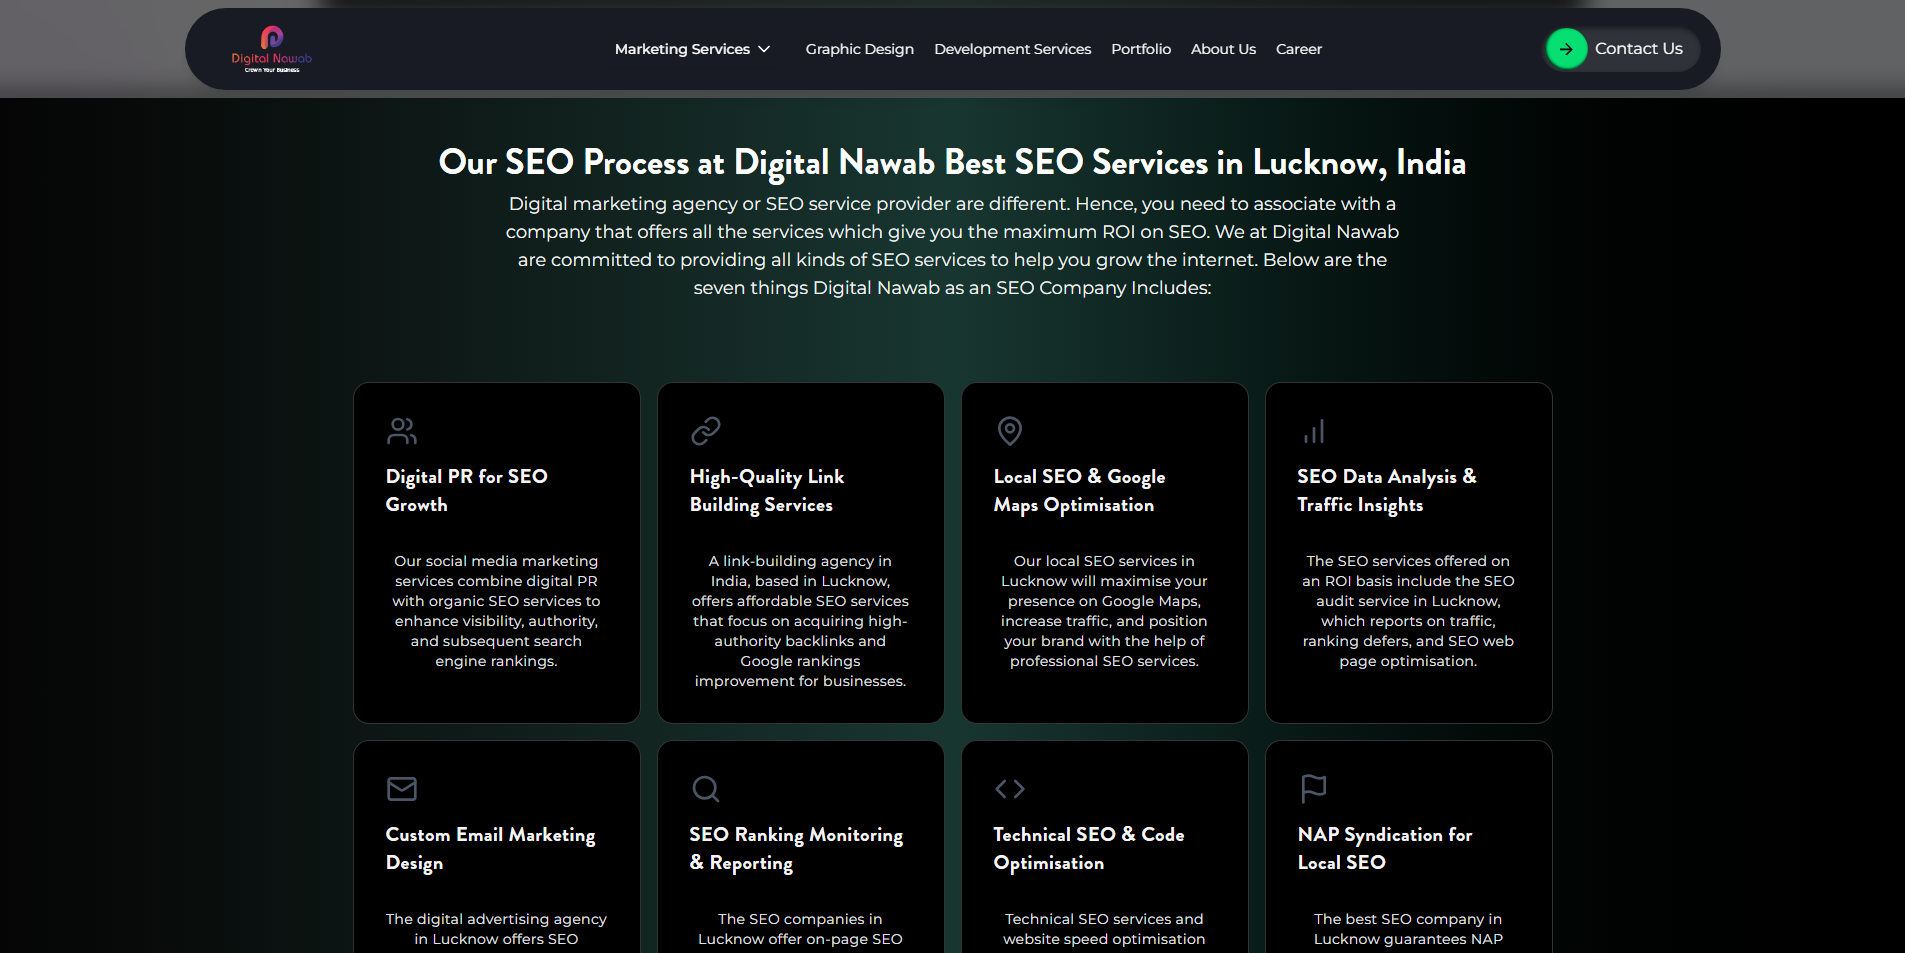 Digital Nawab
Crown Your Business
Marketing Services
Graphic Design
Development Services
Portfolio
About Us
Career
Contact Us
Our SEO Process at Digital Nawab Best SEO Services in Lucknow, India
Digital marketing agency or SEO service provider are different. Hence, you need to associate with a
company that offers all the services which give you the maximum ROI on SEO. We at Digital Nawab
are committed to providing all kinds of SEO services to help you grow the internet. Below are the
seven things Digital Nawab as an SEO Company Includes:
Digital PR for SEO
Growth
Our social media marketing
services combine digital PR
with organic SEO services to
enhance visibility, authority,
and subsequent search
engine rankings.
High-Quality Link
Building Services
A link-building agency in
India, based in Lucknow,
offers affordable SEO services
that focus on acquiring high-
authority backlinks and
Google rankings
improvement for businesses.
Local SEO & Google
Maps Optimisation
Our local SEO services in
Lucknow will maximise your
presence on Google Maps,
increase traffic, and position
your brand with the help of
professional SEO services.
SEO Data Analysis &
Traffic Insights
The SEO services offered on
an ROI basis include the SEO
audit service in Lucknow,
which reports on traffic,
ranking defers, and SEO web
page optimisation.
Custom Email Marketing
Design
The digital advertising agency
in Lucknow offers SEO
SEO Ranking Monitoring
& Reporting
The SEO companies in
Lucknow offer on-page SEO
Technical SEO & Code
Optimisation
Technical SEO services and
website speed optimisation
NAP Syndication for
Local SEO
The best SEO company in
Lucknow guarantees NAP